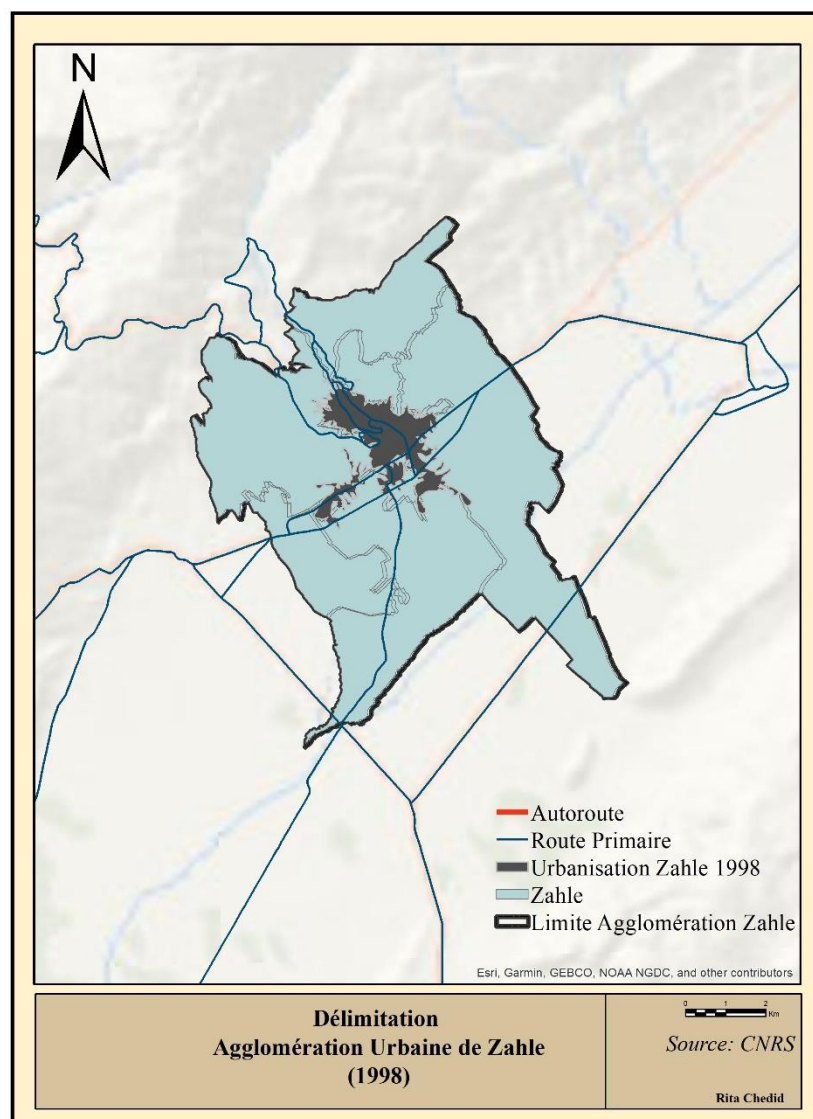 N
Autoroute
Route Primaire
Urbanisation Zahle 1998
Zahle
Limite Agglomération Zahle
Esri, Garmin, GEBCO, NOAA NGDC, and other contributors
Délimitation
Agglomération Urbaine de Zahle
(1998)
0 1 2
Km
Source: CNRS
Rita Chedid